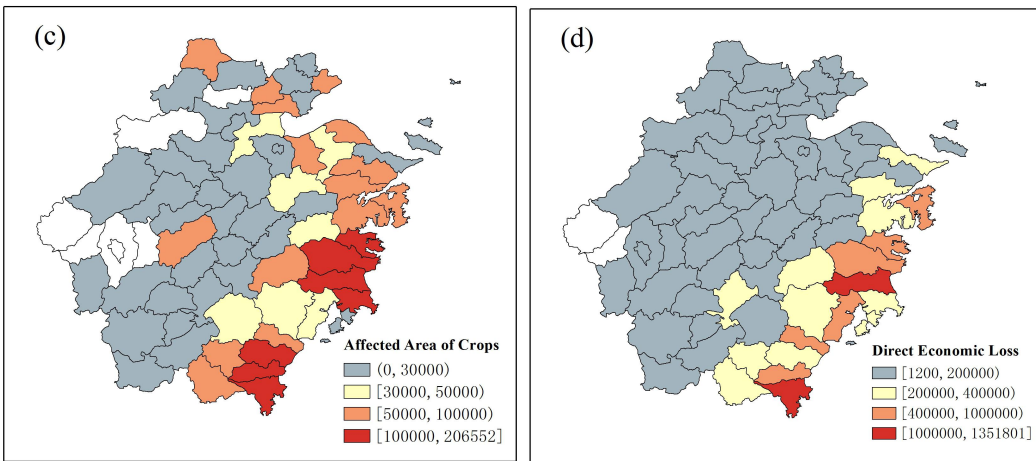 (c)
Affected Area of Crops
(0, 30000)
[30000, 50000)
[50000, 100000)
[100000, 206552]
(d)
Direct Economic Loss
[1200, 200000)
[200000, 400000)
[400000, 1000000)
[1000000, 1351801]